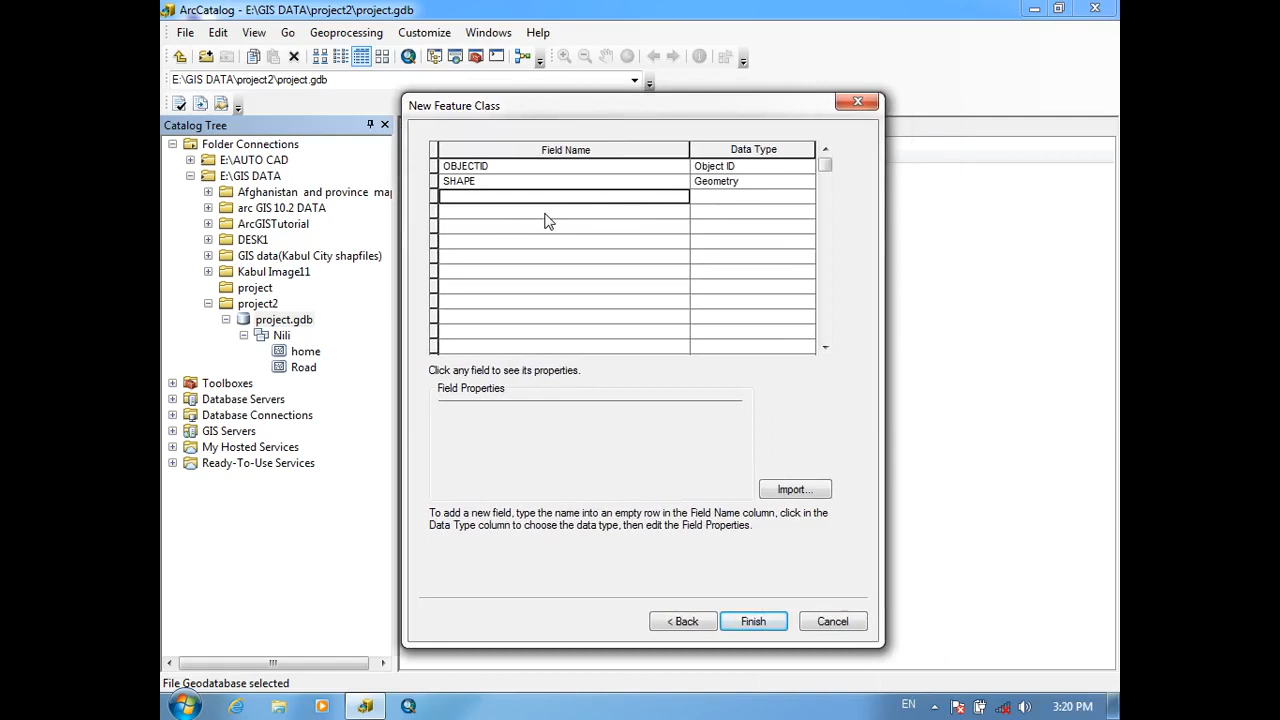 ArcCatalog - E:\GIS DATA\project2\project.gdb
File Edit View Go Geoprocessing Customize Windows Help
E:\GIS DATA\project2\project.gdb
Catalog Tree
Folder Connections
E:\AUTO CAD
E:\GIS DATA
Afghanistan and province map
arc GIS 10.2 DATA
ArcGISTutorial
DESK1
GIS data(Kabul City shapfiles)
Kabul Image11
project
project2
project.gdb
Nili
home
Road
Toolboxes
Database Servers
Database Connections
GIS Servers
My Hosted Services
Ready-To-Use Services
New Feature Class
Field Name Data Type
OBJECTID Object ID
SHAPE Geometry
Click any field to see its properties.
Field Properties
Import...
To add a new field, type the name into an empty row in the Field Name column, click in the
Data Type column to choose the data type, then edit the Field Properties.
< Back Finish Cancel
File Geodatabase selected
EN 3:20 PM